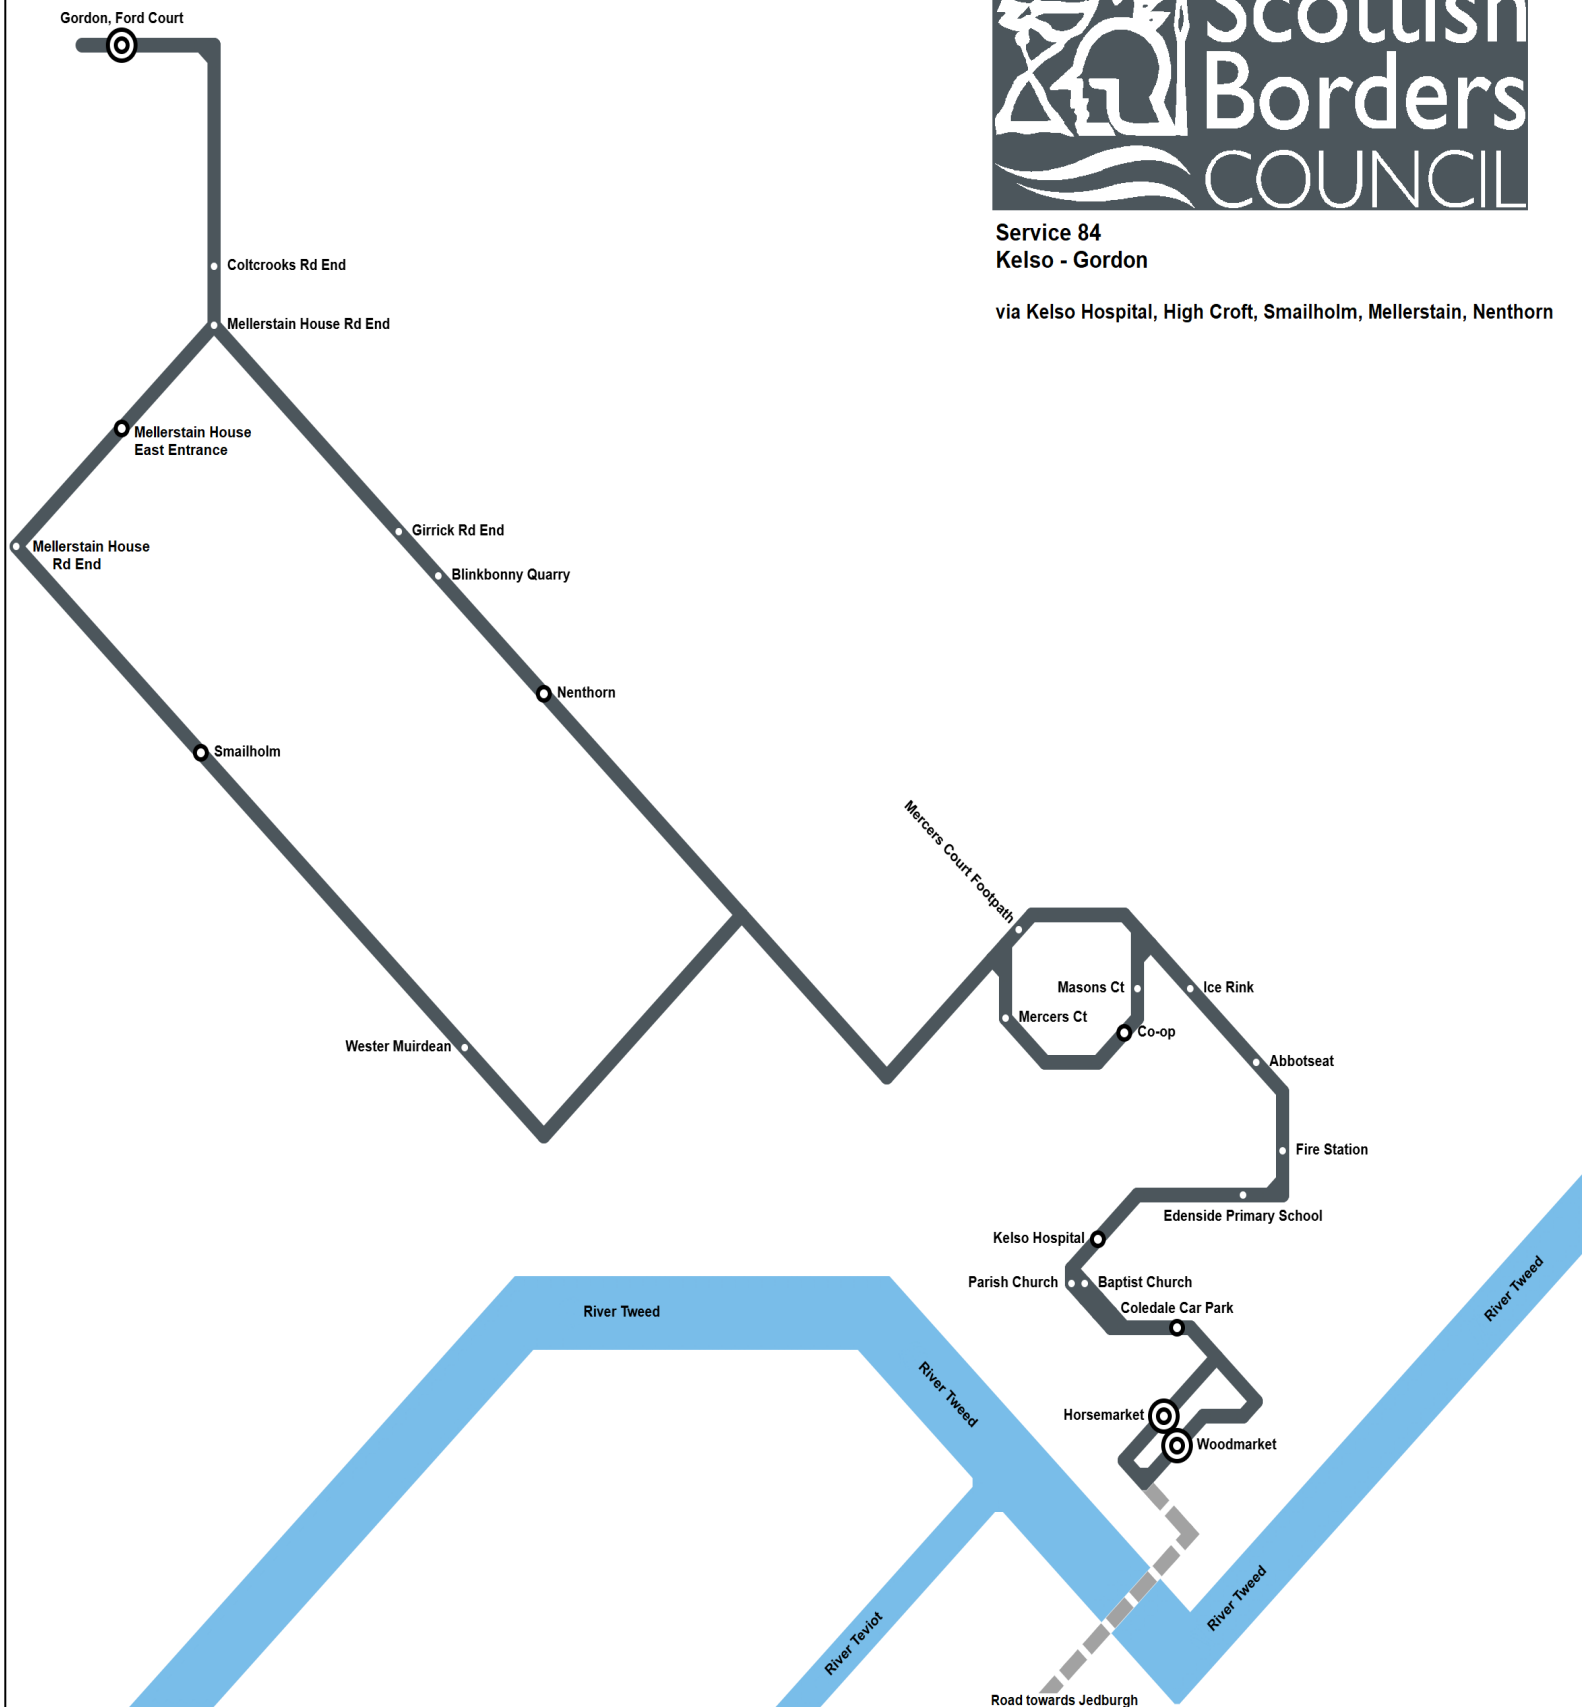 Gordon, Ford Court
Scottish
Borders
COUNCIL
Service 84
Kelso - Gordon
via Kelso Hospital, High Croft, Smailholm, Mellerstain, Nenthorn
Coltcrooks Rd End
Mellerstain House Rd End
Mellerstain House
East Entrance
Mellerstain House
Rd End
Girrick Rd End
Blinkbonny Quarry
Nenthorn
Smailholm
Wester Muirdean
Mercers Court Footpath
Masons Ct
Ice Rink
Mercers Ct
Co-op
Abbotseat
Fire Station
Edenside Primary School
Kelso Hospital
Parish Church
Baptist Church
Coledale Car Park
River Tweed
River Tweed
River Tweed
Horsemarket
Woodmarket
River Tweed
River Teviot
Road towards Jedburgh